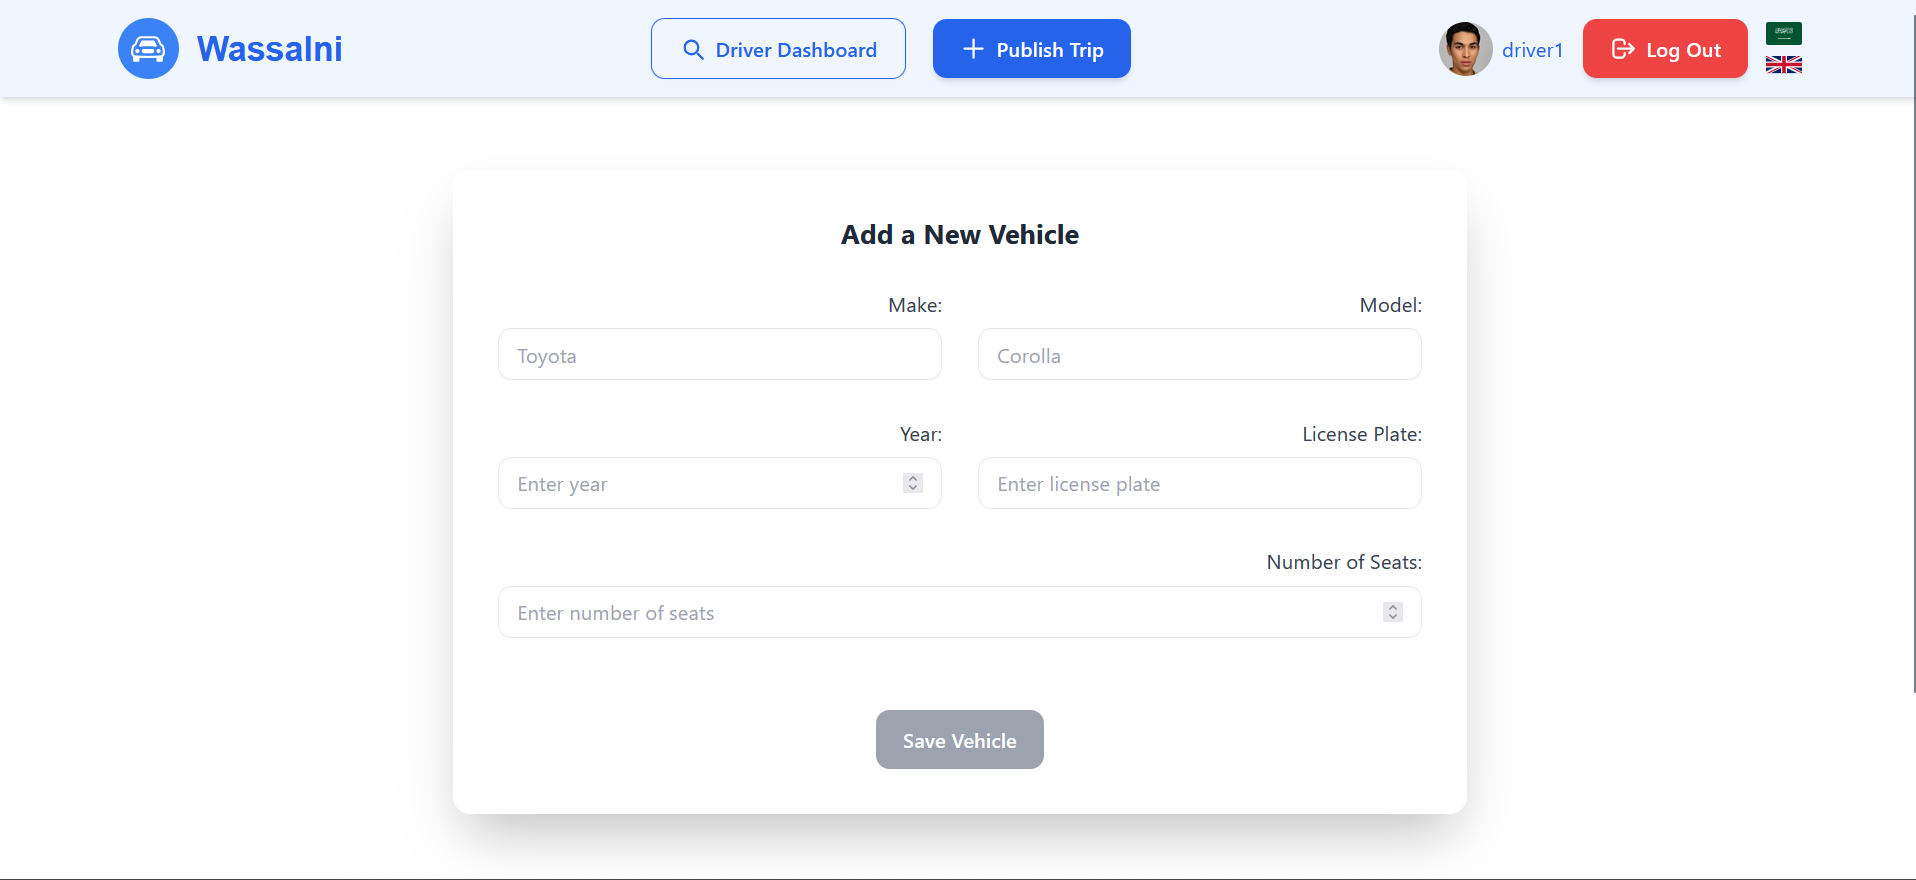 Wassalni
Driver Dashboard
Publish Trip
driver1
Log Out
Add a New Vehicle
Make:
Model:
Toyota
Corolla
Year:
License Plate:
Enter year
Enter license plate
Number of Seats:
Enter number of seats
Save Vehicle